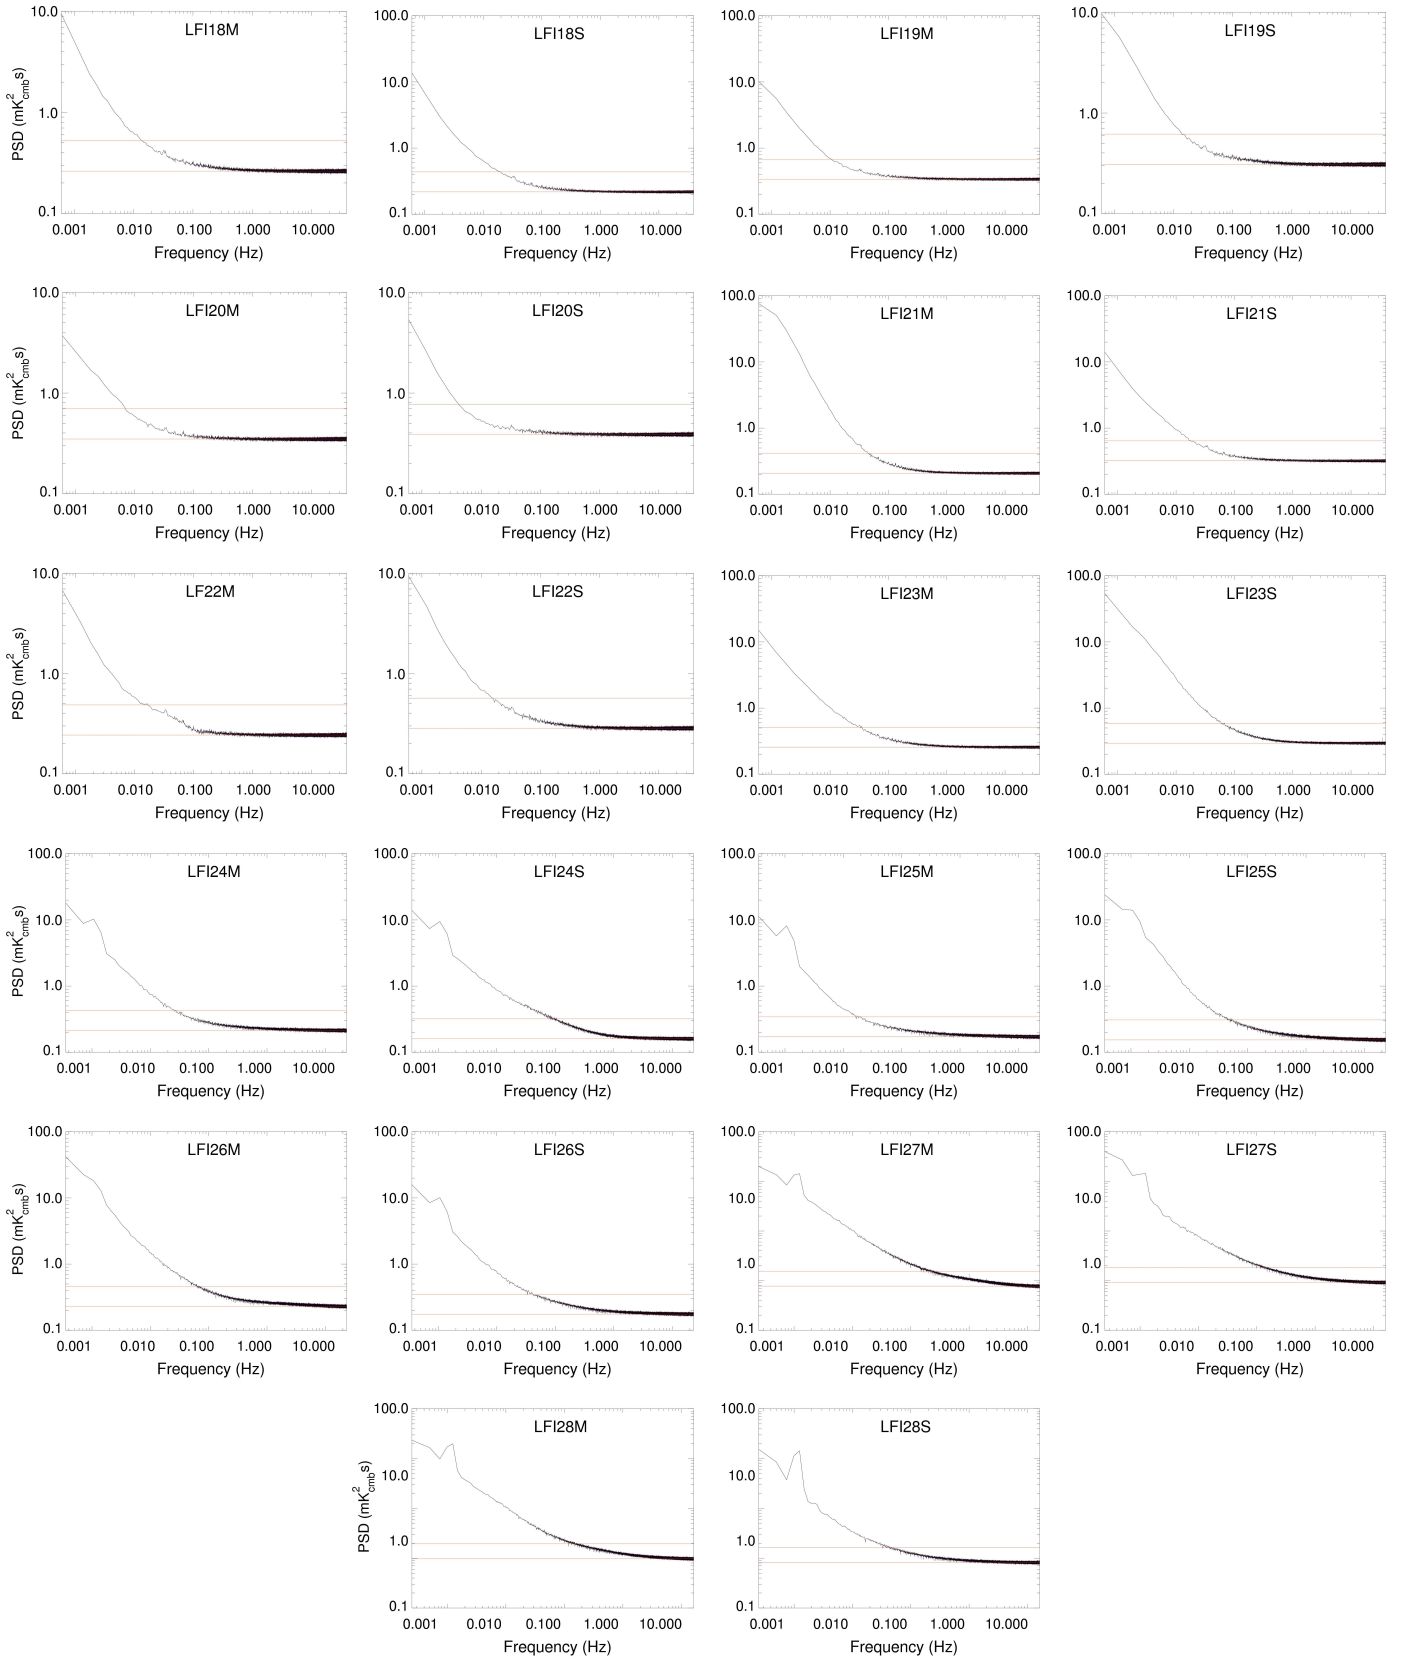 LFI18M
10.0
1.0
0.1
PSD (mK²cmb s)
0.001 0.010 0.100 1.000 10.000
Frequency (Hz)
LFI18S
100.0
10.0
1.0
0.1
0.001 0.010 0.100 1.000 10.000
Frequency (Hz)
LFI19M
100.0
10.0
1.0
0.1
0.001 0.010 0.100 1.000 10.000
Frequency (Hz)
LFI19S
10.0
1.0
0.1
0.001 0.010 0.100 1.000 10.000
Frequency (Hz)
LFI20M
10.0
1.0
0.1
PSD (mK²cmb s)
0.001 0.010 0.100 1.000 10.000
Frequency (Hz)
LFI20S
10.0
1.0
0.1
0.001 0.010 0.100 1.000 10.000
Frequency (Hz)
LFI21M
100.0
10.0
1.0
0.1
0.001 0.010 0.100 1.000 10.000
Frequency (Hz)
LFI21S
100.0
10.0
1.0
0.1
0.001 0.010 0.100 1.000 10.000
Frequency (Hz)
LF22M
10.0
1.0
0.1
PSD (mK²cmb s)
0.001 0.010 0.100 1.000 10.000
Frequency (Hz)
LFI22S
10.0
1.0
0.1
0.001 0.010 0.100 1.000 10.000
Frequency (Hz)
LFI23M
100.0
10.0
1.0
0.1
0.001 0.010 0.100 1.000 10.000
Frequency (Hz)
LFI23S
100.0
10.0
1.0
0.1
0.001 0.010 0.100 1.000 10.000
Frequency (Hz)
LFI24M
100.0
10.0
1.0
0.1
PSD (mK²cmb s)
0.001 0.010 0.100 1.000 10.000
Frequency (Hz)
LFI24S
100.0
10.0
1.0
0.1
0.001 0.010 0.100 1.000 10.000
Frequency (Hz)
LFI25M
100.0
10.0
1.0
0.1
0.001 0.010 0.100 1.000 10.000
Frequency (Hz)
LFI25S
100.0
10.0
1.0
0.1
0.001 0.010 0.100 1.000 10.000
Frequency (Hz)
LFI26M
100.0
10.0
1.0
0.1
PSD (mK²cmb s)
0.001 0.010 0.100 1.000 10.000
Frequency (Hz)
LFI26S
100.0
10.0
1.0
0.1
0.001 0.010 0.100 1.000 10.000
Frequency (Hz)
LFI27M
100.0
10.0
1.0
0.1
0.001 0.010 0.100 1.000 10.000
Frequency (Hz)
LFI27S
100.0
10.0
1.0
0.1
0.001 0.010 0.100 1.000 10.000
Frequency (Hz)
LFI28M
100.0
10.0
1.0
0.1
PSD (mK²cmb s)
0.001 0.010 0.100 1.000 10.000
Frequency (Hz)
LFI28S
100.0
10.0
1.0
0.1
0.001 0.010 0.100 1.000 10.000
Frequency (Hz)